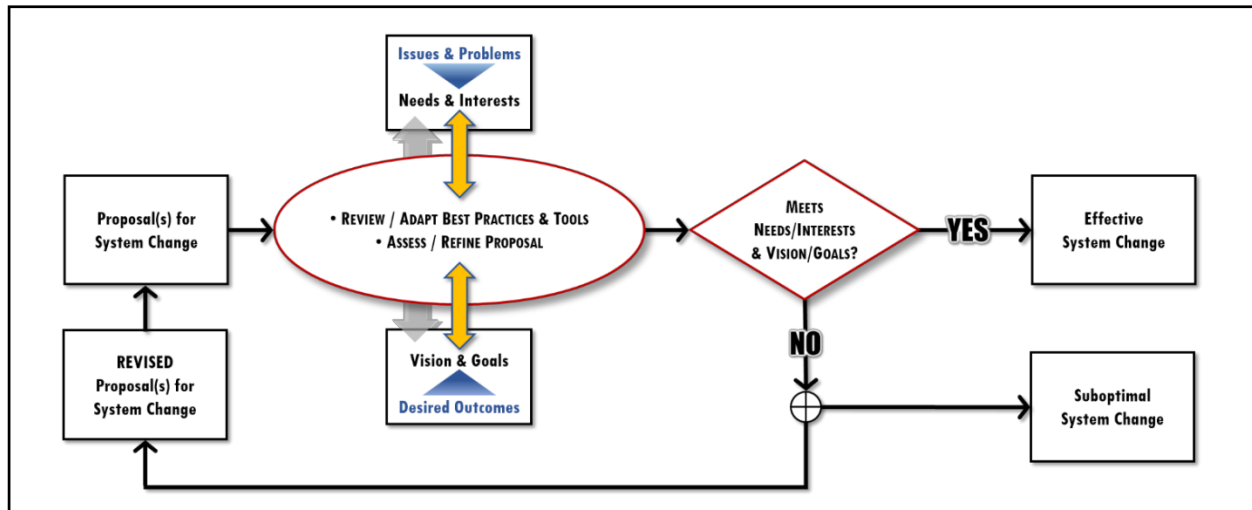 Issues & Problems
Needs & Interests
Proposal(s) for
System Change
• REVIEW / ADAPT BEST PRACTICES & TOOLS
• ASSESS / REFINE PROPOSAL
MEETS
NEEDS/INTERESTS
& VISION/GOALS?
YES
Effective
System Change
NO
REVISED
Proposal(s) for
System Change
Vision & Goals
Desired Outcomes
Suboptimal
System Change